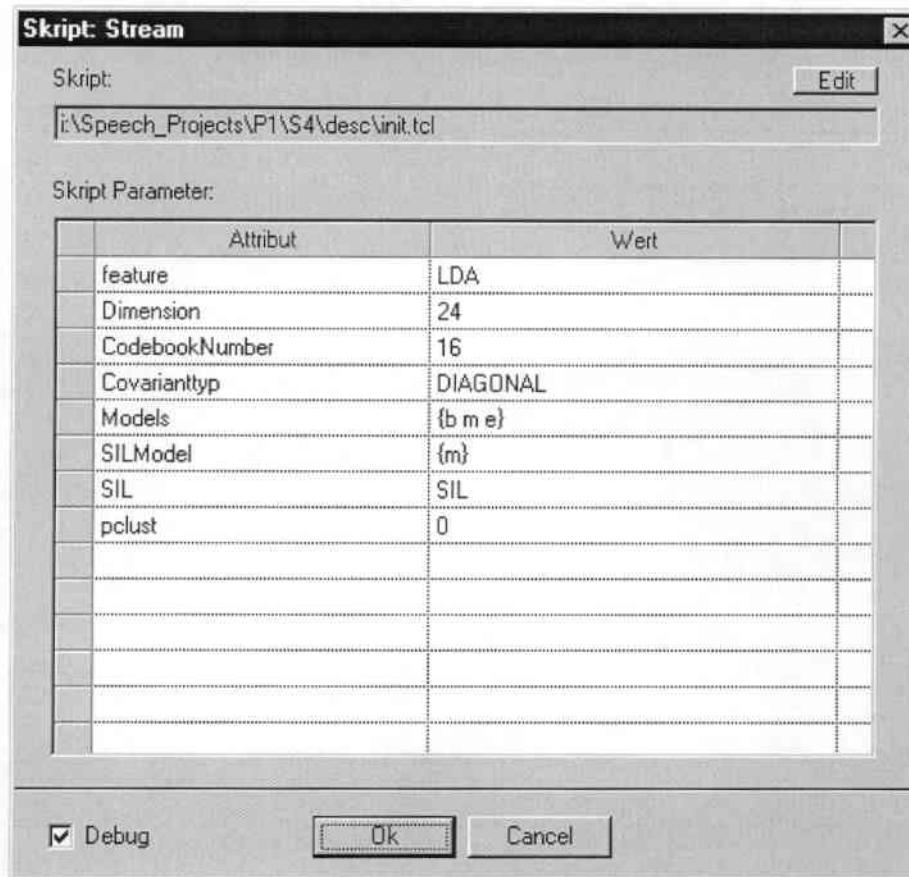 Skript: Stream
Skript:
Edit
i:\Speech_Projects\P1\S4\desc\init.tcl
Skript Parameter:
Attribut Wert
feature LDA
Dimension 24
CodebookNumber 16
Covarianttyp DIAGONAL
Models {b m e}
SILModel {m}
SIL SIL
pclust 0
Debug Ok Cancel